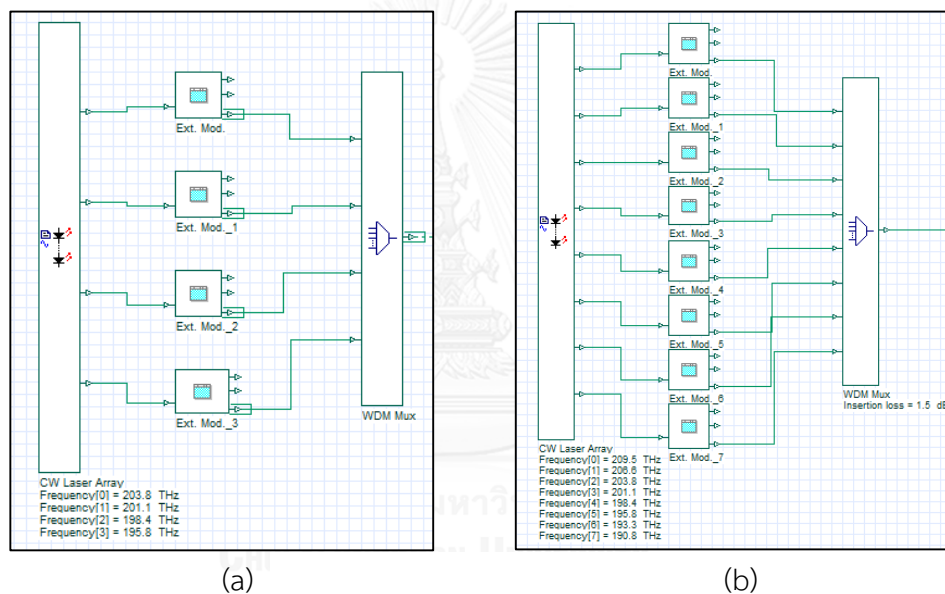 Ext. Mod.
Ext. Mod._1
Ext. Mod._2
Ext. Mod._3
WDM Mux
CW Laser Array
Frequency[0] = 203.8 THz
Frequency[1] = 201.1 THz
Frequency[2] = 198.4 THz
Frequency[3] = 195.8 THz
(a)
Ext. Mod.
Ext. Mod._1
Ext. Mod._2
Ext. Mod._3
Ext. Mod._4
Ext. Mod._5
Ext. Mod._6
Ext. Mod._7
WDM Mux
Insertion loss = 1.5 dB
CW Laser Array
Frequency[0] = 209.5 THz
Frequency[1] = 206.6 THz
Frequency[2] = 203.8 THz
Frequency[3] = 201.1 THz
Frequency[4] = 198.4 THz
Frequency[5] = 195.8 THz
Frequency[6] = 193.3 THz
Frequency[7] = 190.8 THz
(b)